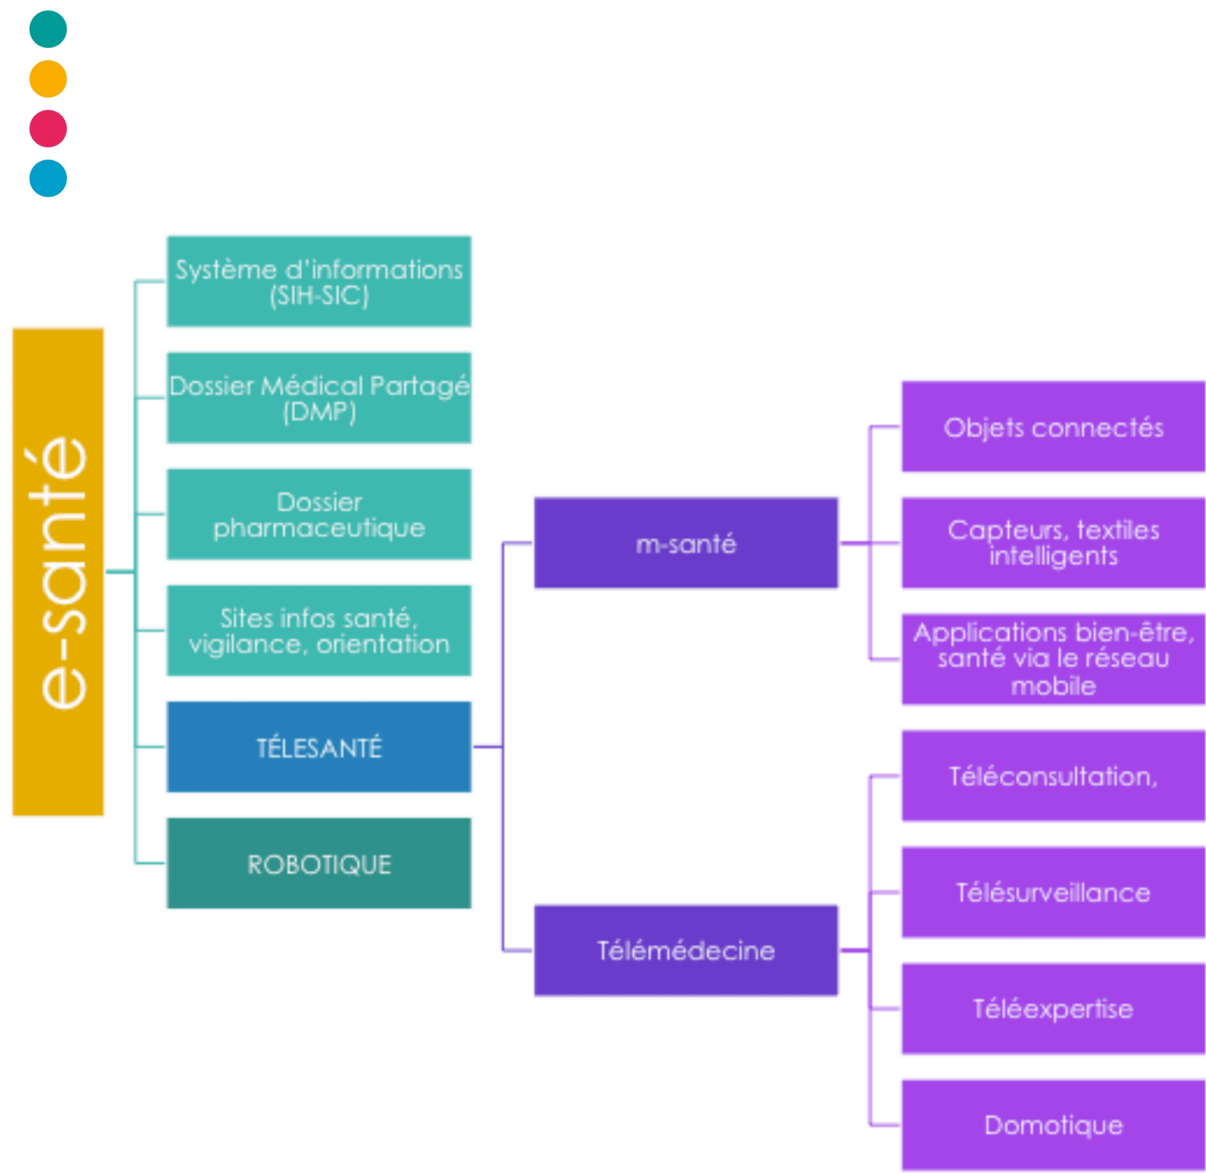 e-santé
Système d'informations
(SIH-SIC)
Dossier Médical Partagé
(DMP)
Dossier
pharmaceutique
Sites infos santé,
vigilance, orientation
TÉLESANTÉ
ROBOTIQUE
m-santé
Télémédecine
Objets connectés
Capteurs, textiles
intelligents
Applications bien-être,
santé via le réseau
mobile
Téléconsultation,
Télésurveillance
Téléexpertise
Domotique